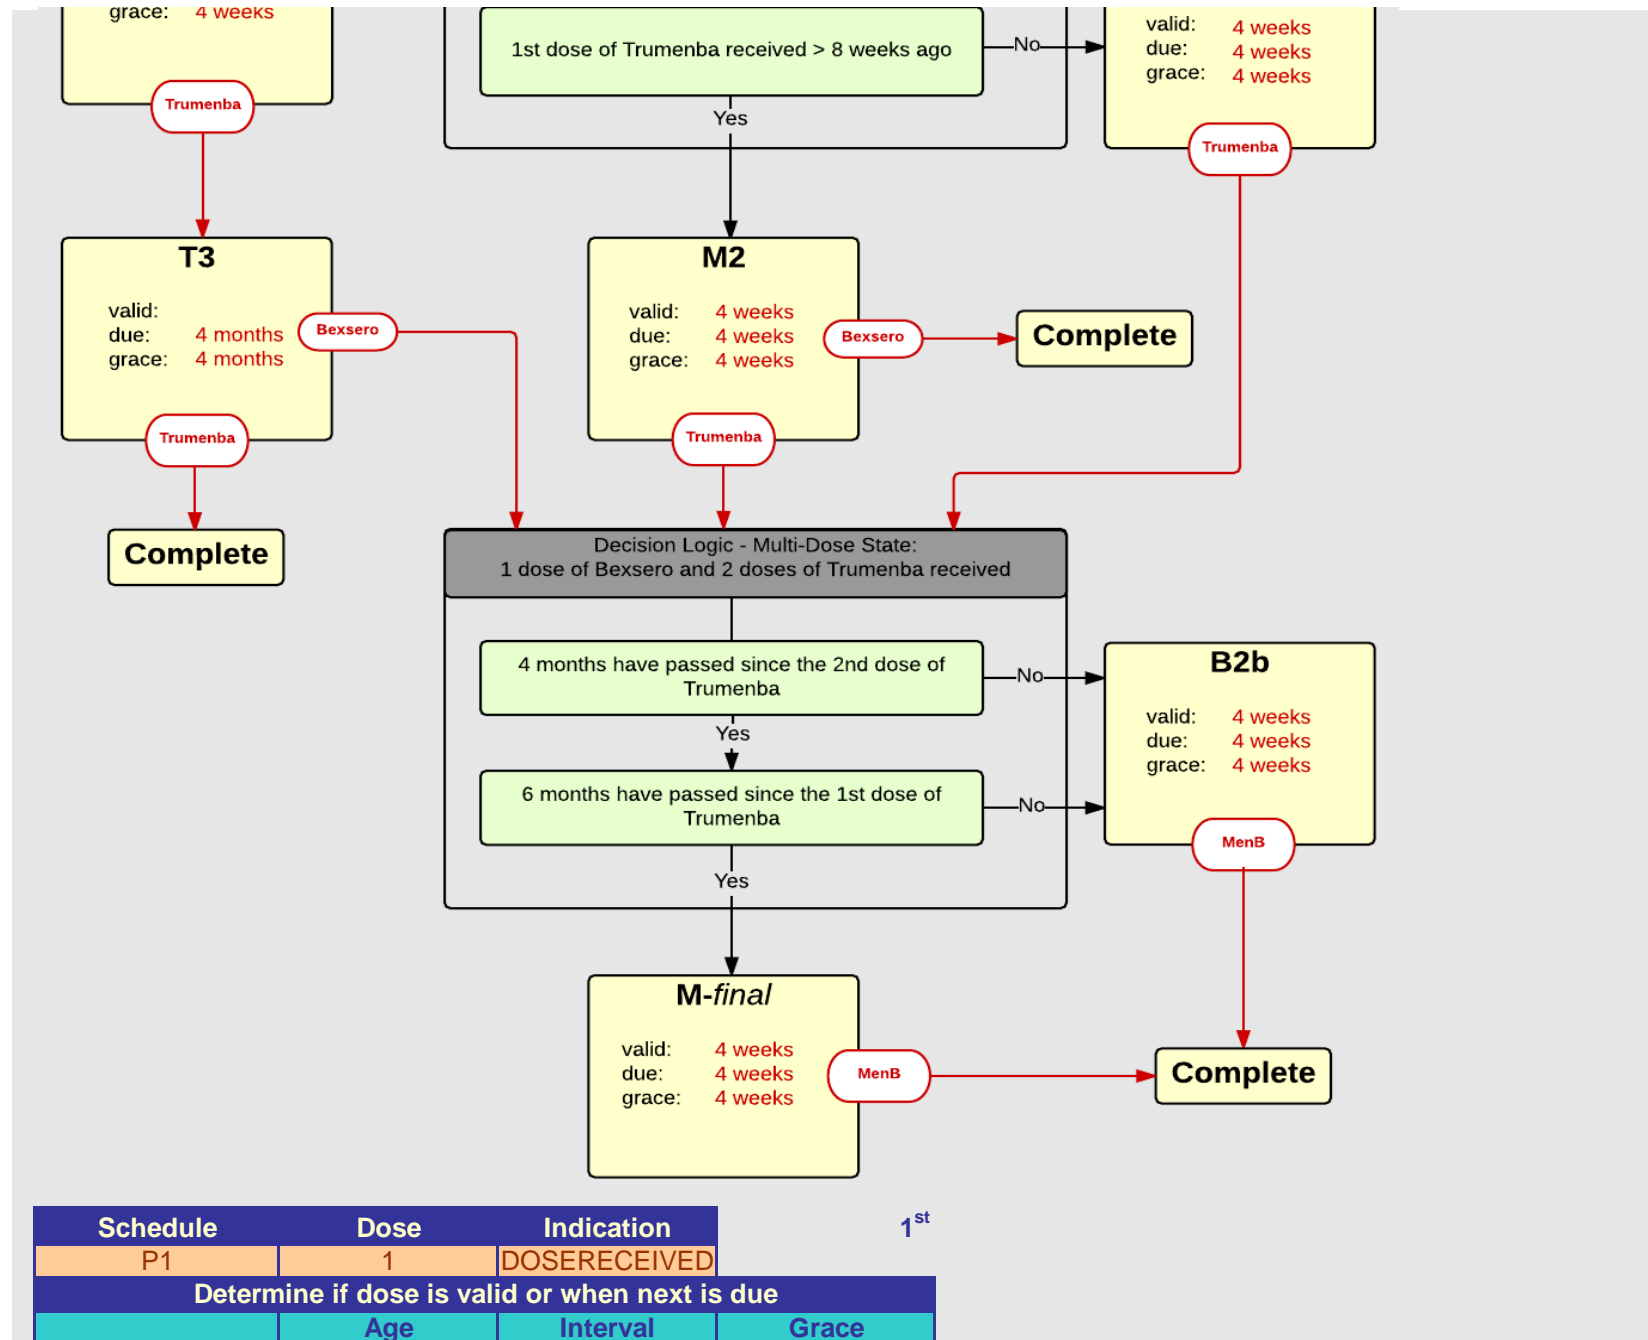 grace: 4 weeks
Trumenba
1st dose of Trumenba received > 8 weeks ago
No
Yes
valid: 4 weeks
due: 4 weeks
grace: 4 weeks
Trumenba
T3
valid:
due: 4 months
grace: 4 months
Bexsero
Trumenba
Complete
M2
valid: 4 weeks
due: 4 weeks
grace: 4 weeks
Bexsero
Complete
Trumenba
Decision Logic - Multi-Dose State:
1 dose of Bexsero and 2 doses of Trumenba received
4 months have passed since the 2nd dose of
Trumenba
No
Yes
6 months have passed since the 1st dose of
Trumenba
No
Yes
B2b
valid: 4 weeks
due: 4 weeks
grace: 4 weeks
MenB
M-final
valid: 4 weeks
due: 4 weeks
grace: 4 weeks
MenB
Complete
Schedule Dose Indication 1st
P1 1 DOSERECEIVED
Determine if dose is valid or when next is due
Age Interval Grace